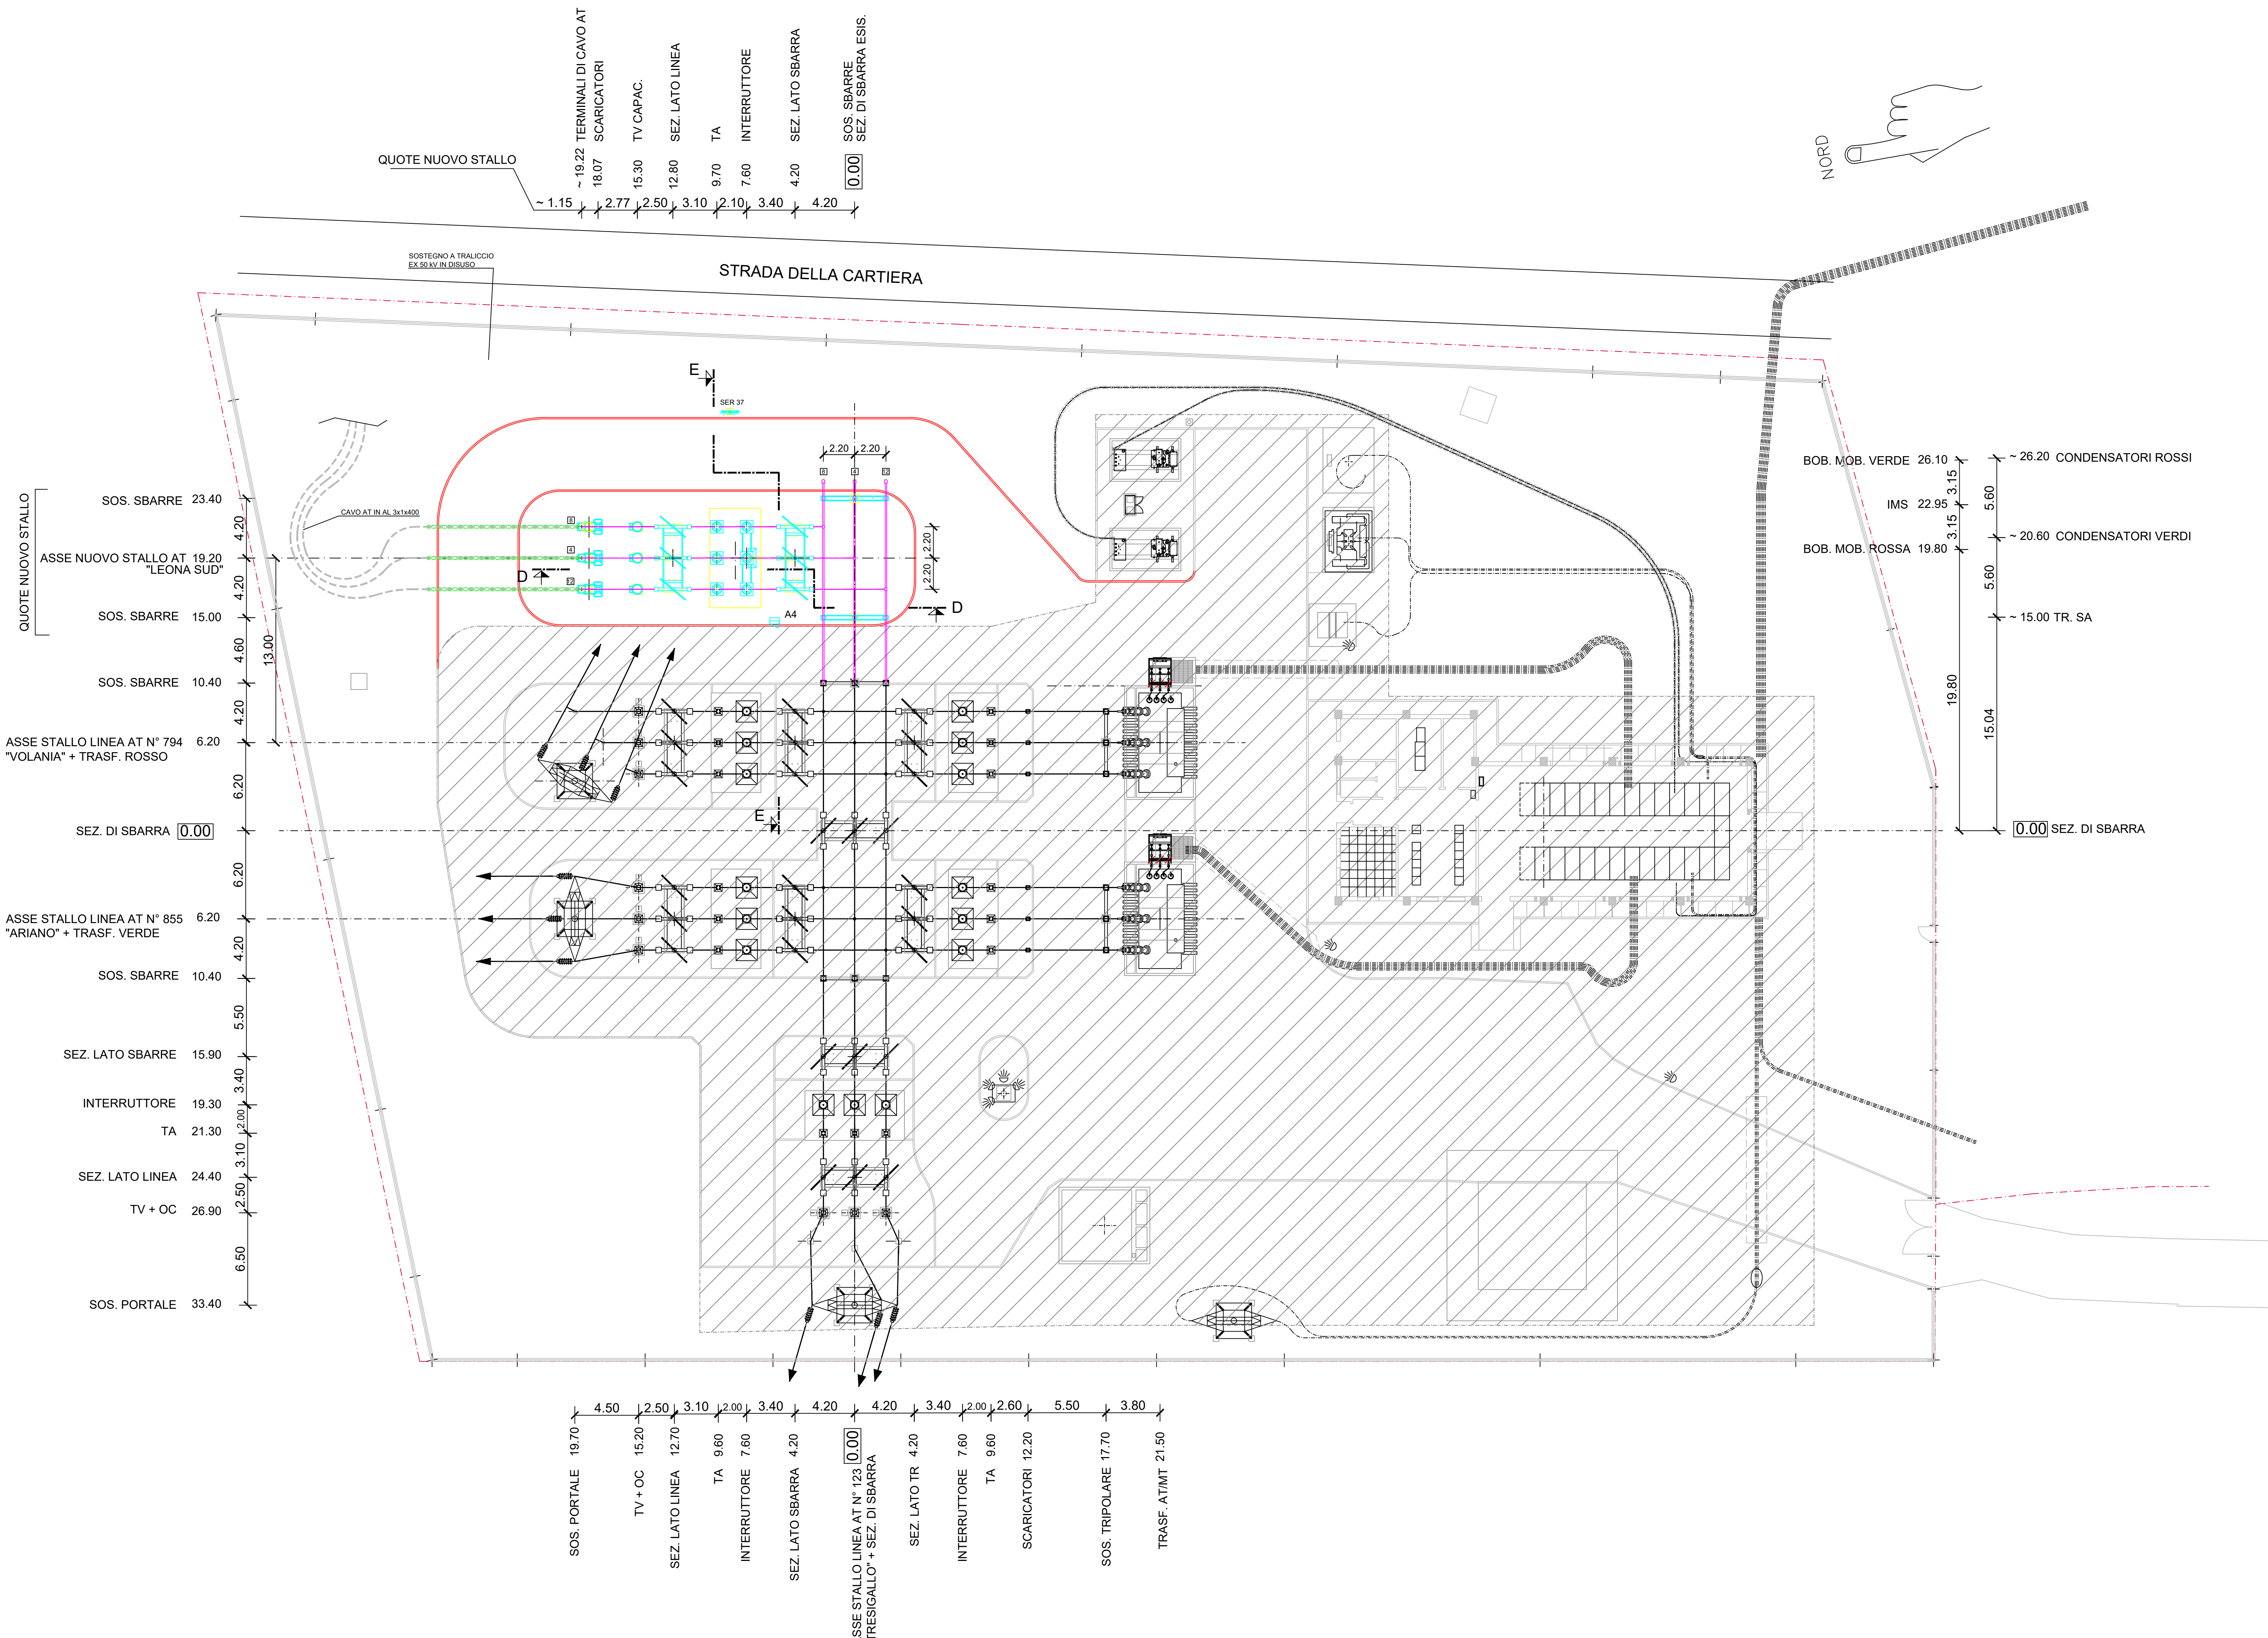 ~ 19.22 TERMINALI DI CAVO AT
18.07 SCARICATORI
15.30 TV CAPAC.
12.80 SEZ. LATO LINEA
9.70 TA
7.60 INTERRUTTORE
4.20 SEZ. LATO SBARRA
0.00 SOS. SBARRE
SEZ. DI SBARRA ESIS.
QUOTE NUOVO STALLO
~ 1.15 2.77 2.50 3.10 2.10 3.40 4.20
NORD
SOSTEGNO A TRALICCIO
EX 50 kV IN DISUSO
STRADA DELLA CARTIERA
E
SER 37
2.20 2.20
8 4 12
QUOTE NUOVO STALLO
SOS. SBARRE 23.40
4.20
CAVO AT IN AL 3x1x400
8
4
12
2.20
2.20
ASSE NUOVO STALLO AT 19.20
"LEONA SUD"
4.20
D
D
SOS. SBARRE 15.00
A4
4.60
13.00
SOS. SBARRE 10.40
4.20
ASSE STALLO LINEA AT N° 794 6.20
"VOLANIA" + TRASF. ROSSO
6.20
E
SEZ. DI SBARRA 0.00
6.20
ASSE STALLO LINEA AT N° 855 6.20
"ARIANO" + TRASF. VERDE
4.20
SOS. SBARRE 10.40
5.50
SEZ. LATO SBARRE 15.90
3.40
INTERRUTTORE 19.30
2.00
TA 21.30
3.10
SEZ. LATO LINEA 24.40
2.50
TV + OC 26.90
6.50
SOS. PORTALE 33.40
BOB. MOB. VERDE 26.10
3.15
IMS 22.95
3.15
BOB. MOB. ROSSA 19.80
19.80
~ 26.20 CONDENSATORI ROSSI
5.60
~ 20.60 CONDENSATORI VERDI
5.60
~ 15.00 TR. SA
15.04
0.00 SEZ. DI SBARRA
4.50 2.50 3.10 2.00 3.40 4.20 4.20 3.40 2.00 2.60 5.50 3.80
SOS. PORTALE 19.70
TV + OC 15.20
SEZ. LATO LINEA 12.70
TA 9.60
INTERRUTTORE 7.60
SEZ. LATO SBARRA 4.20
SSE STALLO LINEA AT N° 123 0.00
TRESIGALLO" + SEZ. DI SBARRA
SEZ. LATO TR 4.20
INTERRUTTORE 7.60
TA 9.60
SCARICATORI 12.20
SOS. TRIPOLARE 17.70
TRASF. AT/MT 21.50